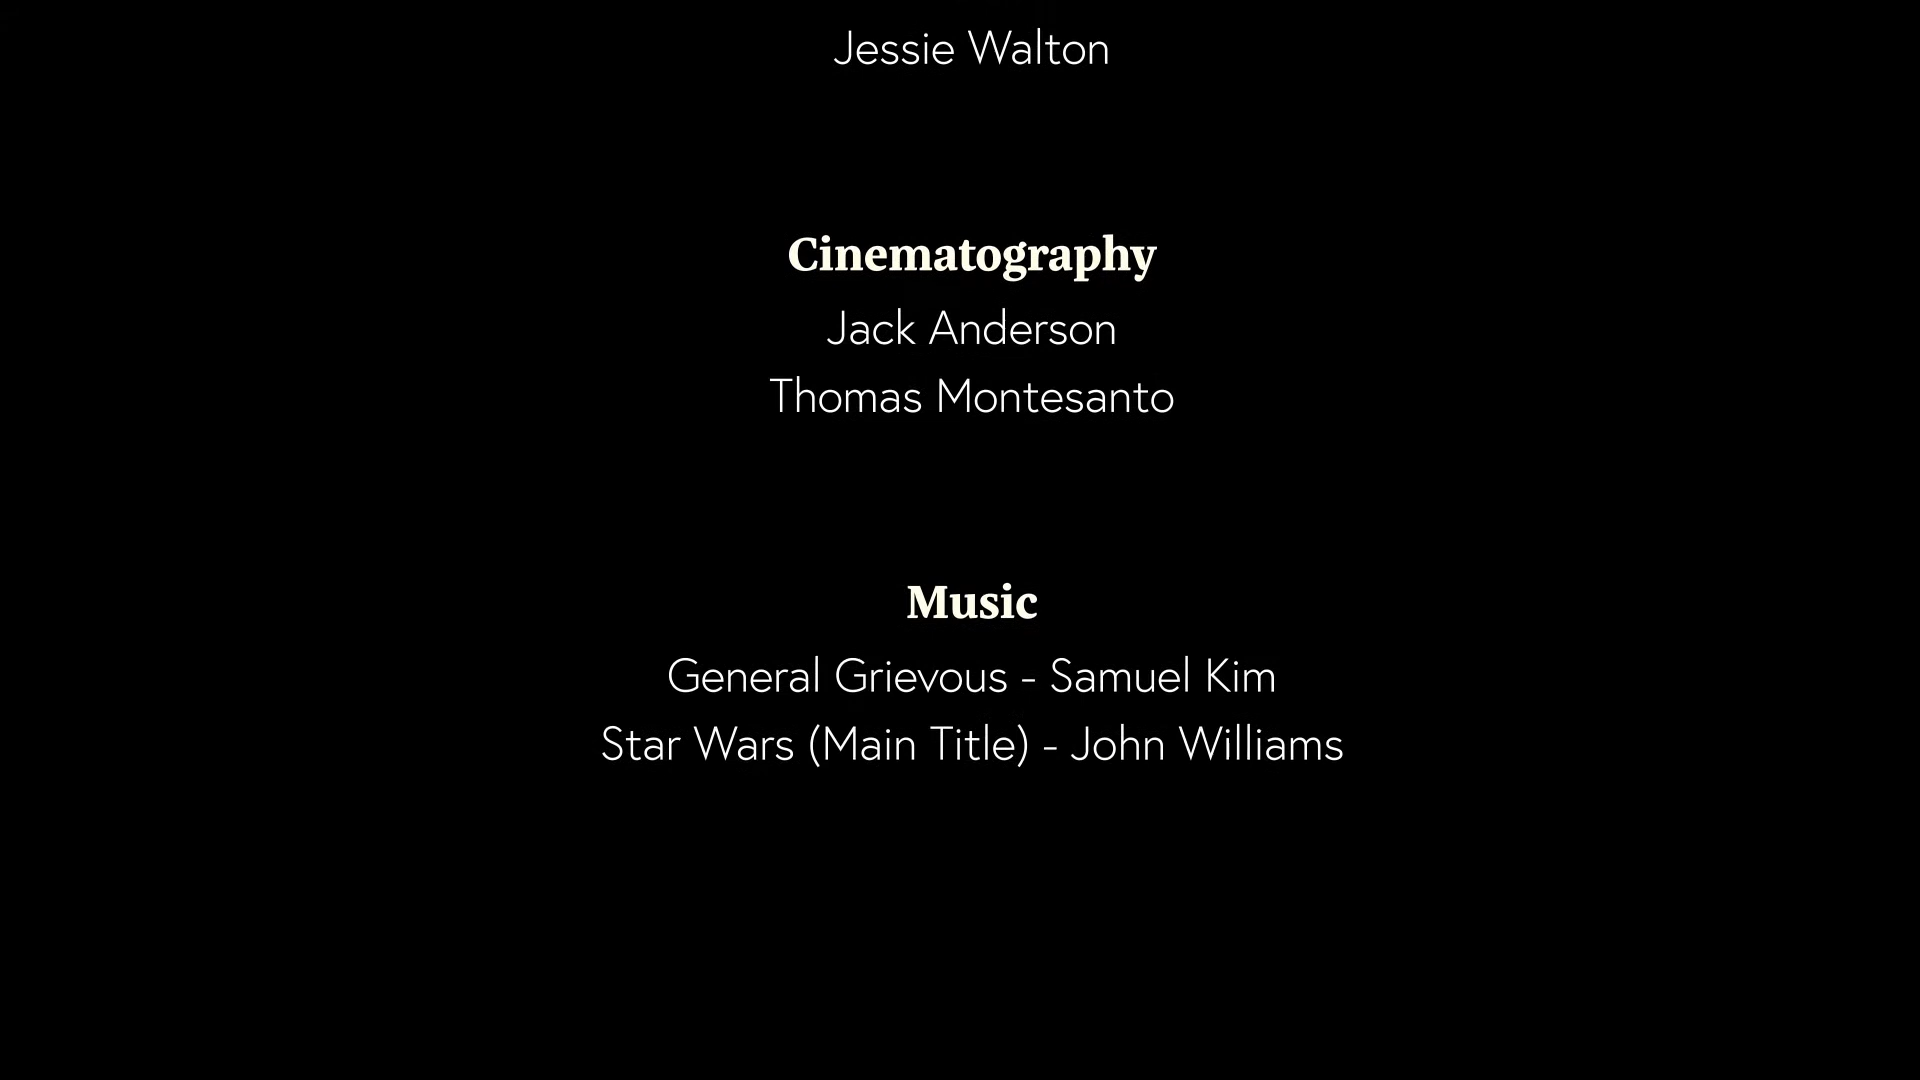 Jessie Walton
Cinematography
Jack Anderson
Thomas Montesanto
Music
General Grievous - Samuel Kim
Star Wars (Main Title) - John Williams